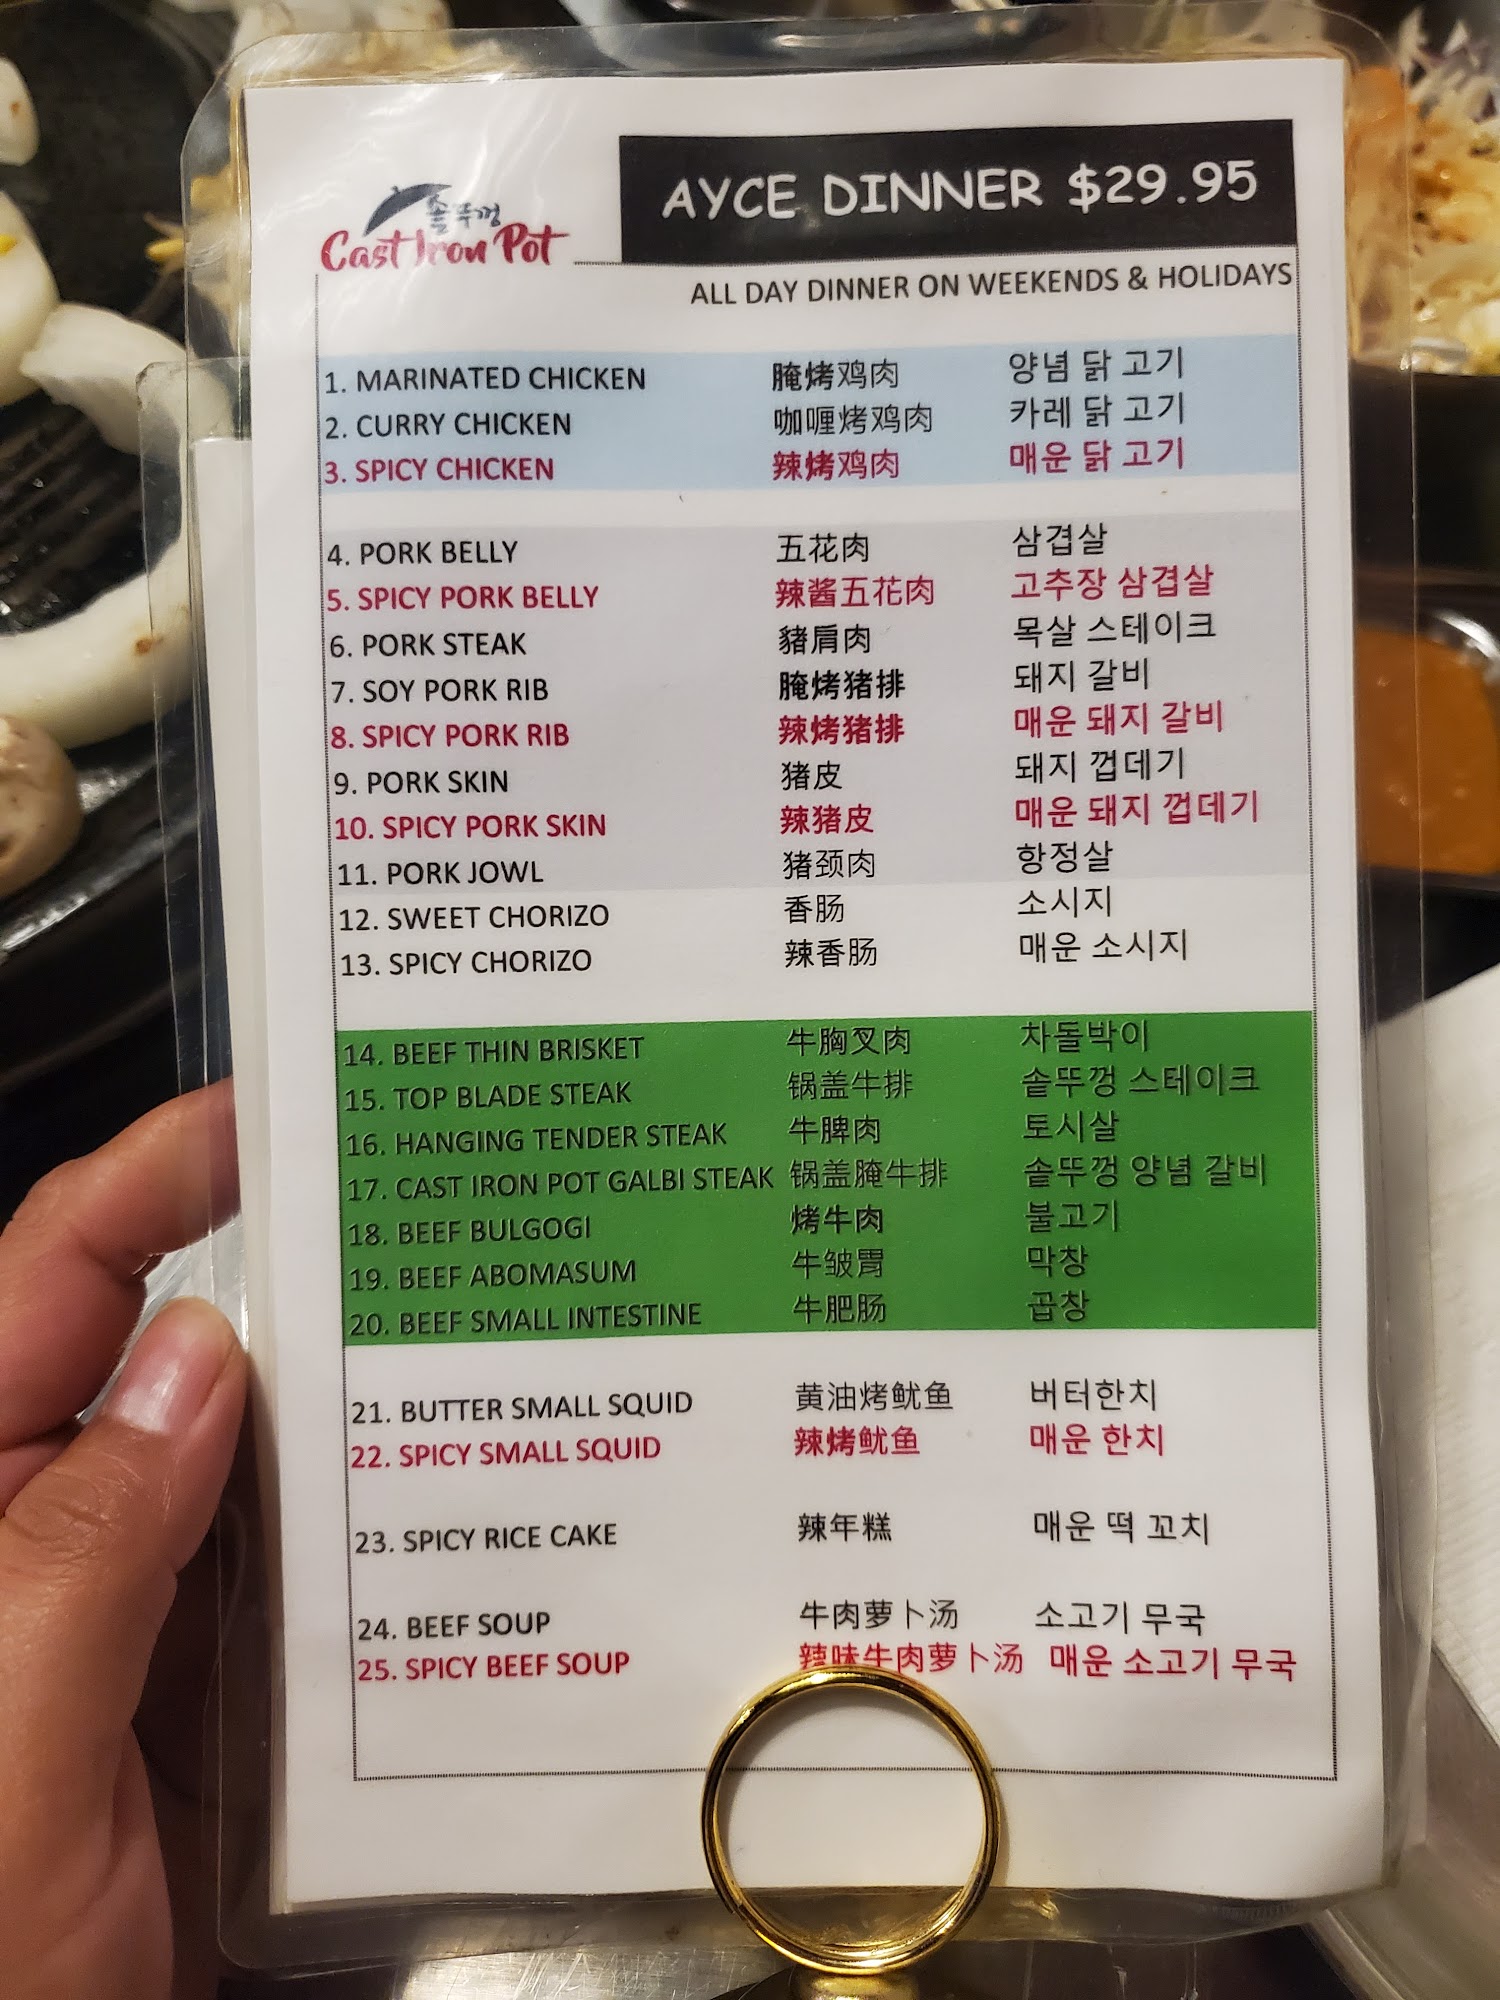 솥뚜껑
Cast Iron Pot
AYCE DINNER $29.95
ALL DAY DINNER ON WEEKENDS & HOLIDAYS
1. MARINATED CHICKEN 腌烤鸡肉 양념 닭 고기
2. CURRY CHICKEN 咖喱烤鸡肉 카레 닭 고기
3. SPICY CHICKEN 辣烤鸡肉 매운 닭 고기
4. PORK BELLY 五花肉 삼겹살
5. SPICY PORK BELLY 辣酱五花肉 고추장 삼겹살
6. PORK STEAK 豬肩肉 목살 스테이크
7. SOY PORK RIB 腌烤猪排 돼지 갈비
8. SPICY PORK RIB 辣烤猪排 매운 돼지 갈비
9. PORK SKIN 猪皮 돼지 껍데기
10. SPICY PORK SKIN 辣猪皮 매운 돼지 껍데기
11. PORK JOWL 猪颈肉 항정살
12. SWEET CHORIZO 香肠 소시지
13. SPICY CHORIZO 辣香肠 매운 소시지
14. BEEF THIN BRISKET 牛胸叉肉 차돌박이
15. TOP BLADE STEAK 锅盖牛排 솥뚜껑 스테이크
16. HANGING TENDER STEAK 牛脾肉 토시살
17. CAST IRON POT GALBI STEAK 锅盖腌牛排 솥뚜껑 양념 갈비
18. BEEF BULGOGI 烤牛肉 불고기
19. BEEF ABOMASUM 牛皱胃 막창
20. BEEF SMALL INTESTINE 牛肥肠 곱창
21. BUTTER SMALL SQUID 黄油烤鱿鱼 버터한치
22. SPICY SMALL SQUID 辣烤鱿鱼 매운 한치
23. SPICY RICE CAKE 辣年糕 매운 떡 꼬치
24. BEEF SOUP 牛肉萝卜汤 소고기 무국
25. SPICY BEEF SOUP 辣味牛肉萝卜汤 매운 소고기 무국